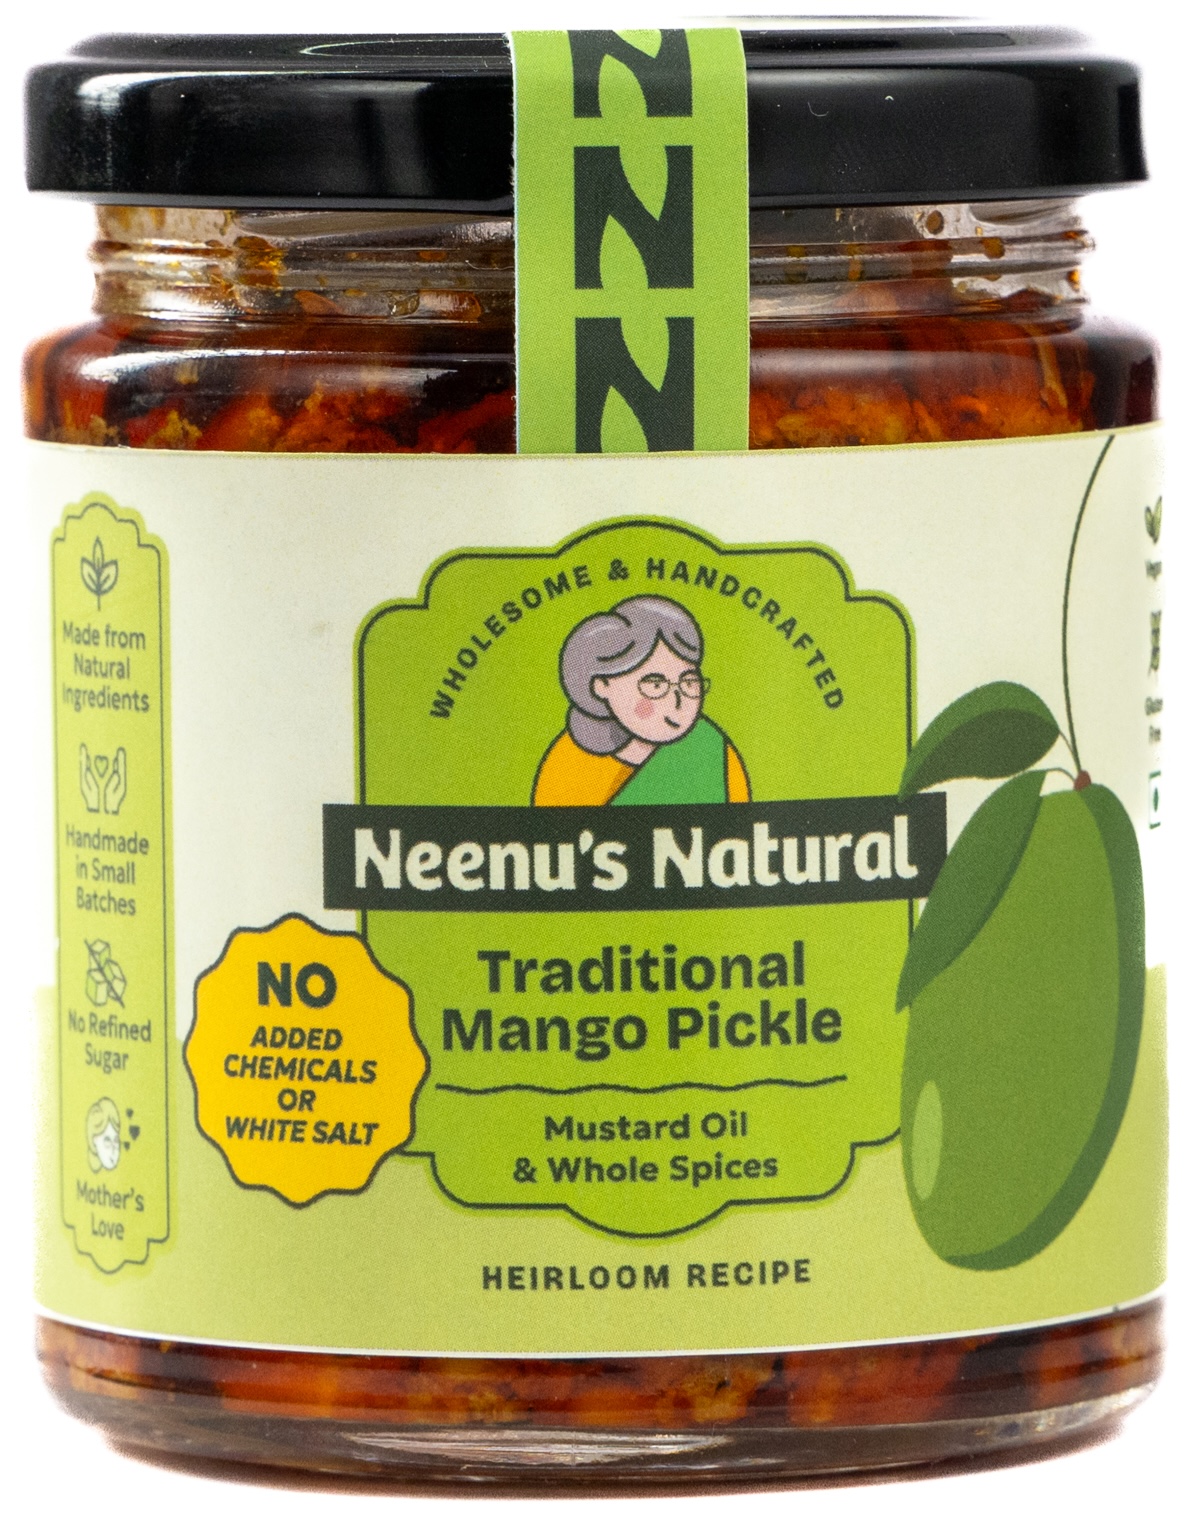 N
N
N
WHOLESOME & HANDCRAFTED
Neenu's Natural
Traditional
Mango Pickle
Mustard Oil
& Whole Spices
HEIRLOOM RECIPE
NO
ADDED
CHEMICALS
OR
WHITE SALT
Made from
Natural
Ingredients
Handmade
in Small
Batches
No Refined
Sugar
Mother's
Love